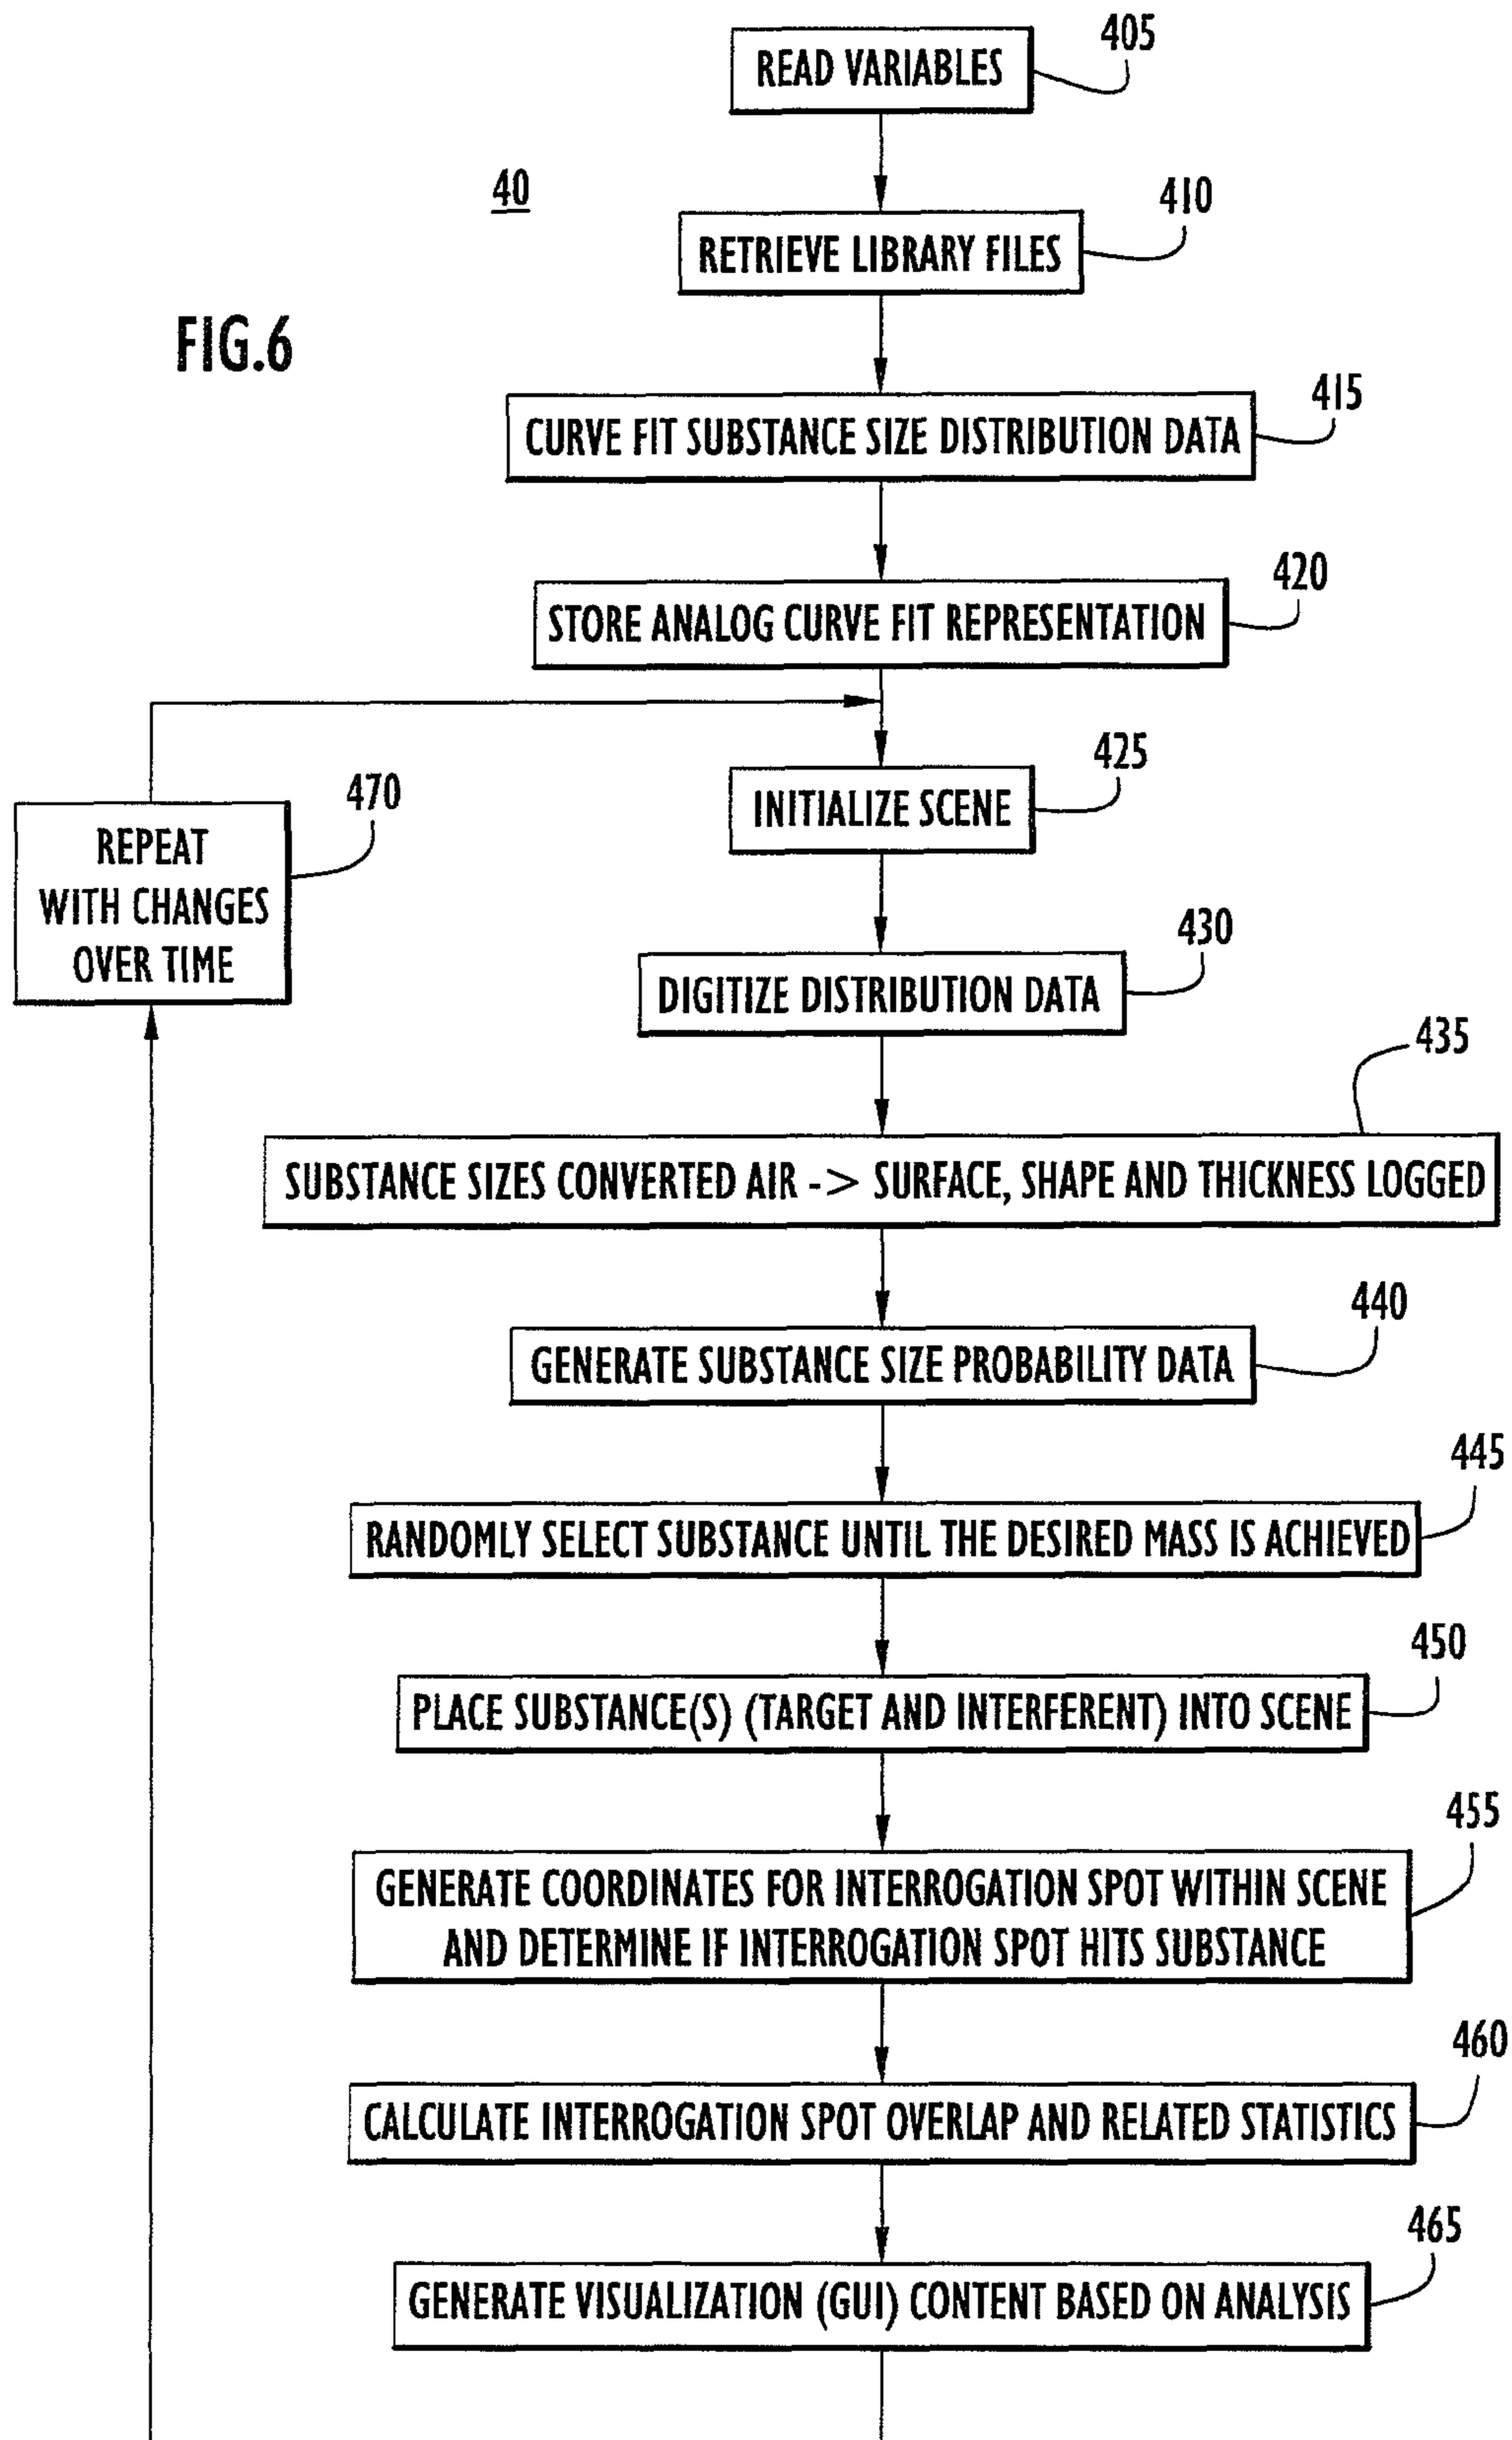 READ VARIABLES
405
40
RETRIEVE LIBRARY FILES
410
FIG.6
CURVE FIT SUBSTANCE SIZE DISTRIBUTION DATA
415
STORE ANALOG CURVE FIT REPRESENTATION
420
INITIALIZE SCENE
425
REPEAT
WITH CHANGES
OVER TIME
470
DIGITIZE DISTRIBUTION DATA
430
SUBSTANCE SIZES CONVERTED AIR -> SURFACE, SHAPE AND THICKNESS LOGGED
435
GENERATE SUBSTANCE SIZE PROBABILITY DATA
440
RANDOMLY SELECT SUBSTANCE UNTIL THE DESIRED MASS IS ACHIEVED
445
PLACE SUBSTANCE(S) (TARGET AND INTERFERENT) INTO SCENE
450
GENERATE COORDINATES FOR INTERROGATION SPOT WITHIN SCENE
AND DETERMINE IF INTERROGATION SPOT HITS SUBSTANCE
455
CALCULATE INTERROGATION SPOT OVERLAP AND RELATED STATISTICS
460
GENERATE VISUALIZATION (GUI) CONTENT BASED ON ANALYSIS
465